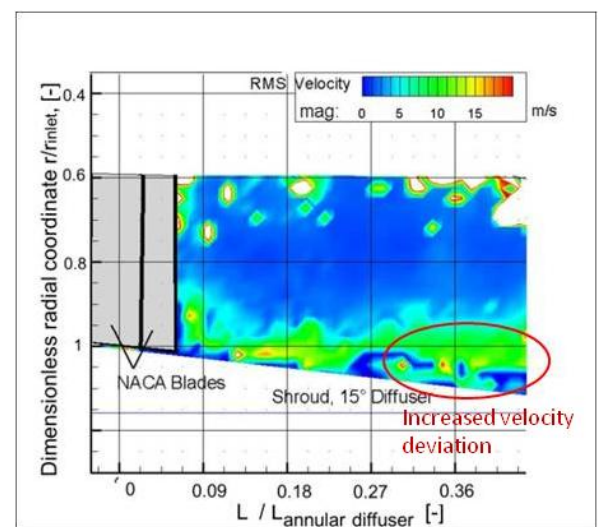 RMS Velocity
mag: 0 5 10 15 m/s
Dimensionless radial coordinate r/rinlet, [-]
0.4
0.6
0.8
1
NACA Blades
Shroud, 15° Diffuser
Increased velocity
deviation
0 0.09 0.18 0.27 0.36
L / Lannular diffuser [-]